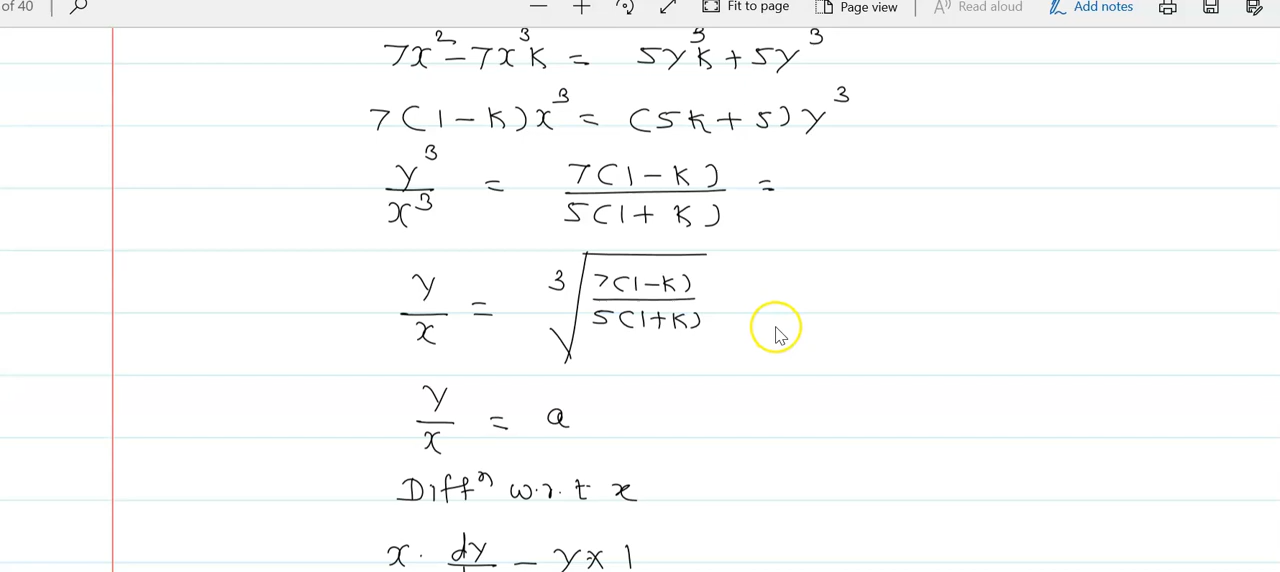 of 40 Fit to page Page view Read aloud Add notes
7x² - 7x³k = 5y³k + 5y³
7(1-k)x³ = (5k+5)y³
y³/x³ = 7(1-k)/5(1+k) =
y/x = ³√(7(1-k)/5(1+k))
y/x = a
Diffⁿ w.r.t x
x. dy - y×1